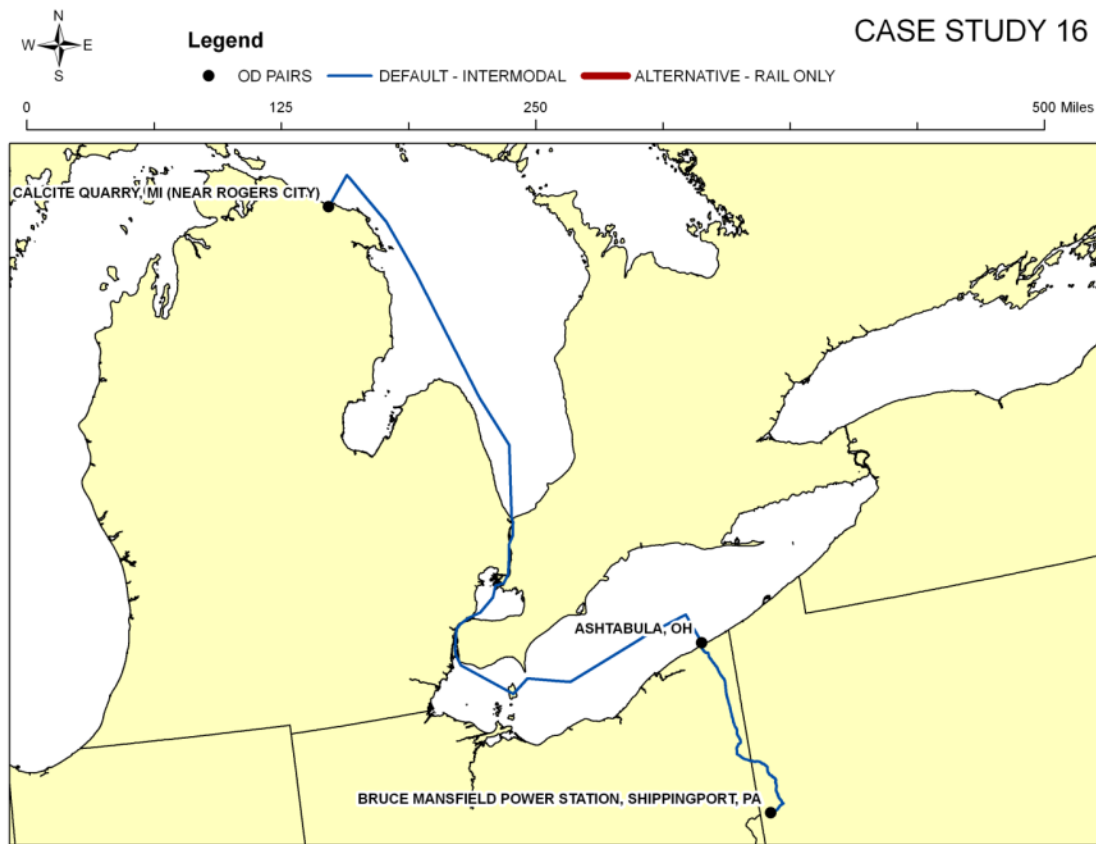 CASE STUDY 16
N
W E
S
Legend
OD PAIRS DEFAULT - INTERMODAL ALTERNATIVE - RAIL ONLY
0 125 250 500 Miles
CALCITE QUARRY, MI (NEAR ROGERS CITY)
ASHTABULA, OH
BRUCE MANSFIELD POWER STATION, SHIPPINGPORT, PA